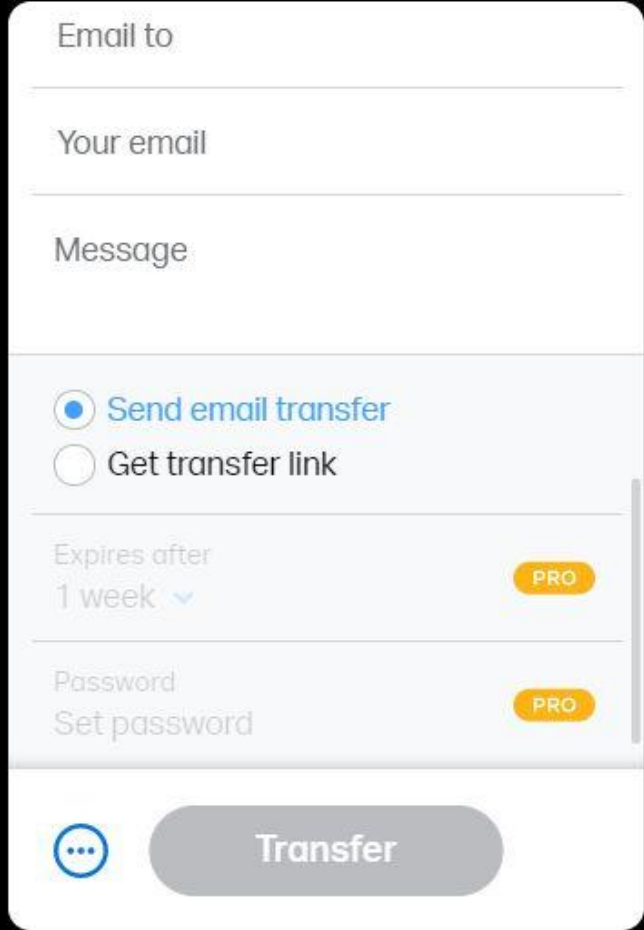 Email to
Your email
Message
Send email transfer
Get transfer link
Expires after
1 week
PRO
Password
Set password
PRO
Transfer